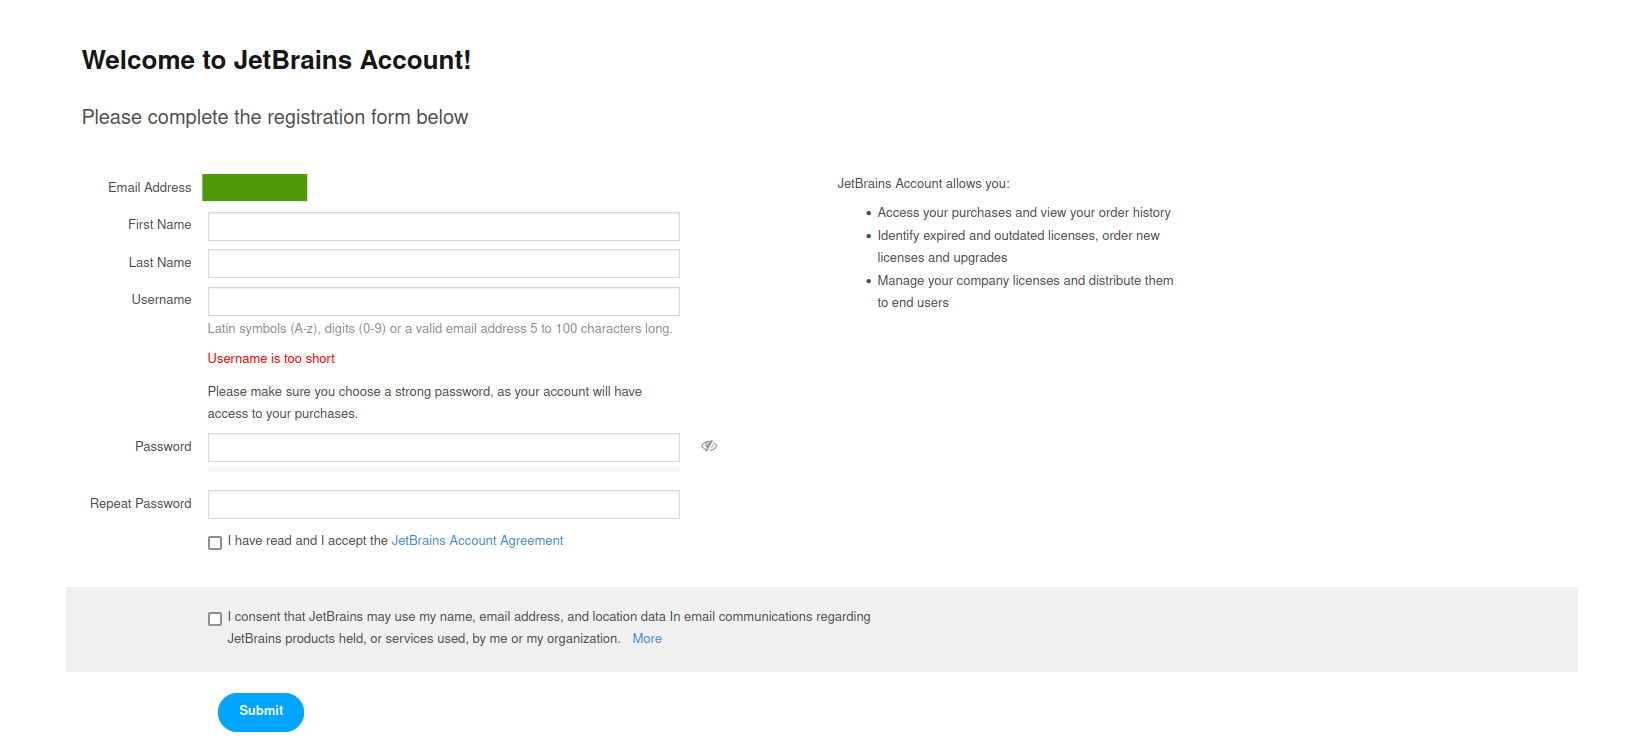 Welcome to JetBrains Account!
Please complete the registration form below
Email Address
First Name
Last Name
Username
Latin symbols (A-z), digits (0-9) or a valid email address 5 to 100 characters long.
Username is too short
Please make sure you choose a strong password, as your account will have
access to your purchases.
Password
Repeat Password
I have read and I accept the JetBrains Account Agreement
JetBrains Account allows you:
• Access your purchases and view your order history
• Identify expired and outdated licenses, order new
licenses and upgrades
• Manage your company licenses and distribute them
to end users
I consent that JetBrains may use my name, email address, and location data In email communications regarding
JetBrains products held, or services used, by me or my organization. More
Submit